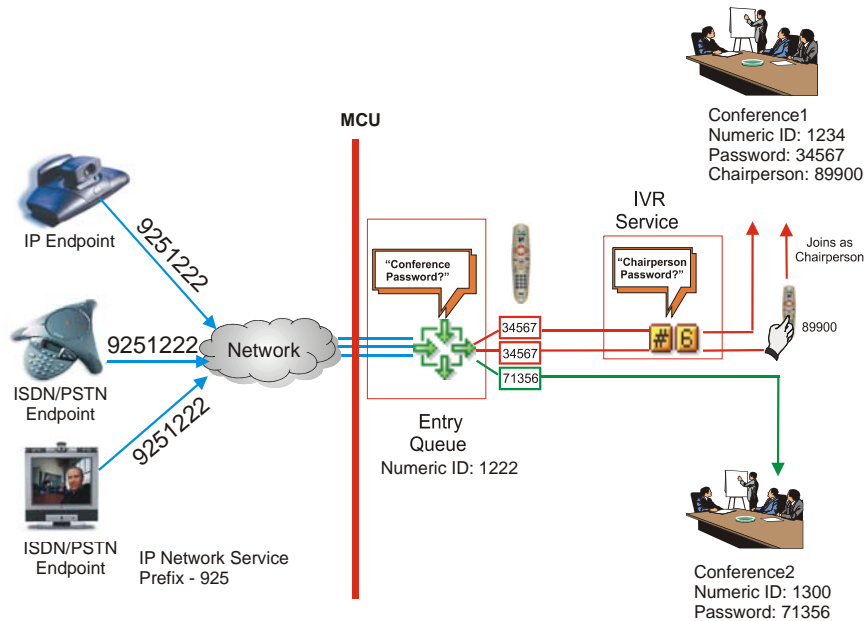 Conference1
Numeric ID: 1234
Password: 34567
Chairperson: 89900
MCU
IP Endpoint
9251222
“Conference
Password?”
IVR
Service
“Chairperson
Password?”
Joins as
Chairperson
ISDN/PSTN
Endpoint
9251222
Network
34567
34567
71356
# 6
89900
9251222
Entry
Queue
Numeric ID: 1222
ISDN/PSTN
Endpoint
IP Network Service
Prefix - 925
Conference2
Numeric ID: 1300
Password: 71356